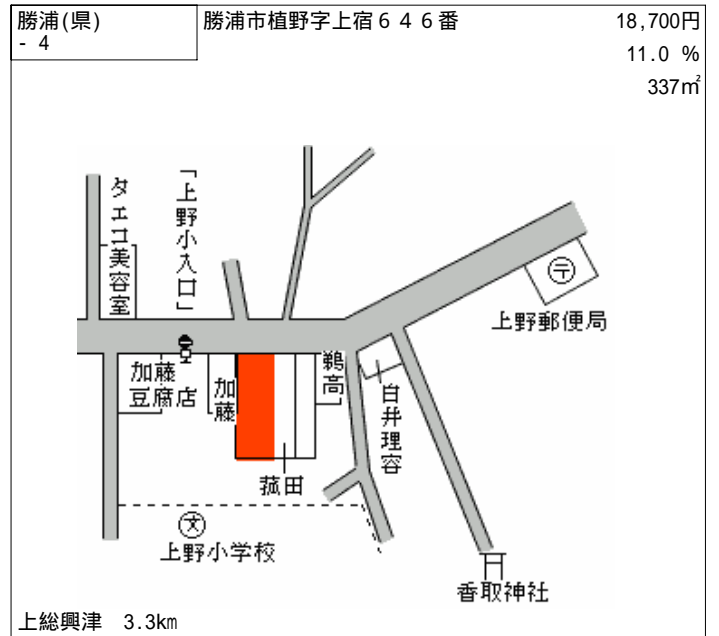 勝浦(県)
- 4
勝浦市植野字上宿６４６番
18,700円
11.0 %
337㎡
タエコ美容室
「上野小入口」
〒
上野郵便局
加藤
豆腐店
加藤
鵜高
白井理容
菰田
文
上野小学校
香取神社
上総興津 3.3km